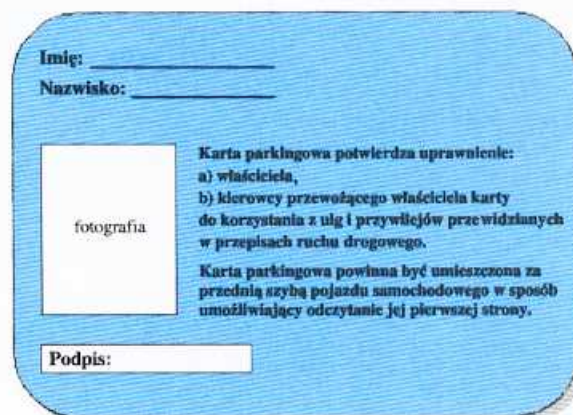 Imię:
Nazwisko:
fotografia
Karta parkingowa potwierdza uprawnienie:
a) właściciela,
b) kierowcy przewożącego właściciela karty
do korzystania z ulg i przywilejów przewidzianych
w przepisach ruchu drogowego.
Karta parkingowa powinna być umieszczona za
przednią szybą pojazdu samochodowego w sposób
umożliwiający odczytanie jej pierwszej strony.
Podpis: